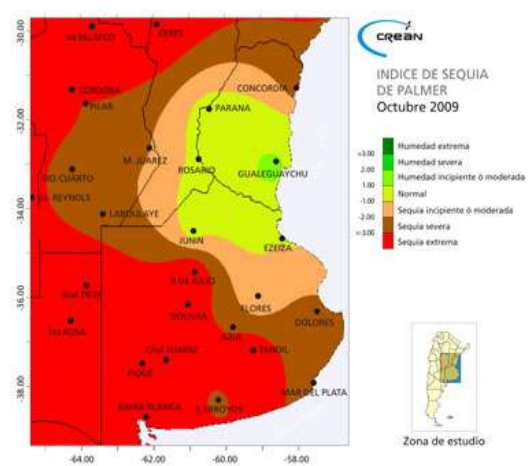 CREAN
INDICE DE SEQUIA
DE PALMER
Octubre 2009
Humedad extrema
+3.00
Humedad severa
2.00
Humedad incipiente ó moderada
1.00
Normal
-1.00
Sequia incipiente ó moderada
-2.00
Sequia severa
<-3.00
Sequia extrema
Zona de estudio
-30.00
-32.00
-34.00
-36.00
-38.00
-64.00
-62.00
-60.00
-58.00
CERES
CORDOBA
PILAR
CONCORDIA
PARANA
M. JUAREZ
ROSARIO
GUALEGUAYCHU
RIO CUARTO
REYNOLS
LABOULAYE
JUNIN
EZEIZA
9 DE JULIO
PICO
BOLIVAR
FLORES
DOLORES
AZUL
TANDIL
SUAREZ
PIGUE
MAR DEL PLATA
BAHIA BLANCA